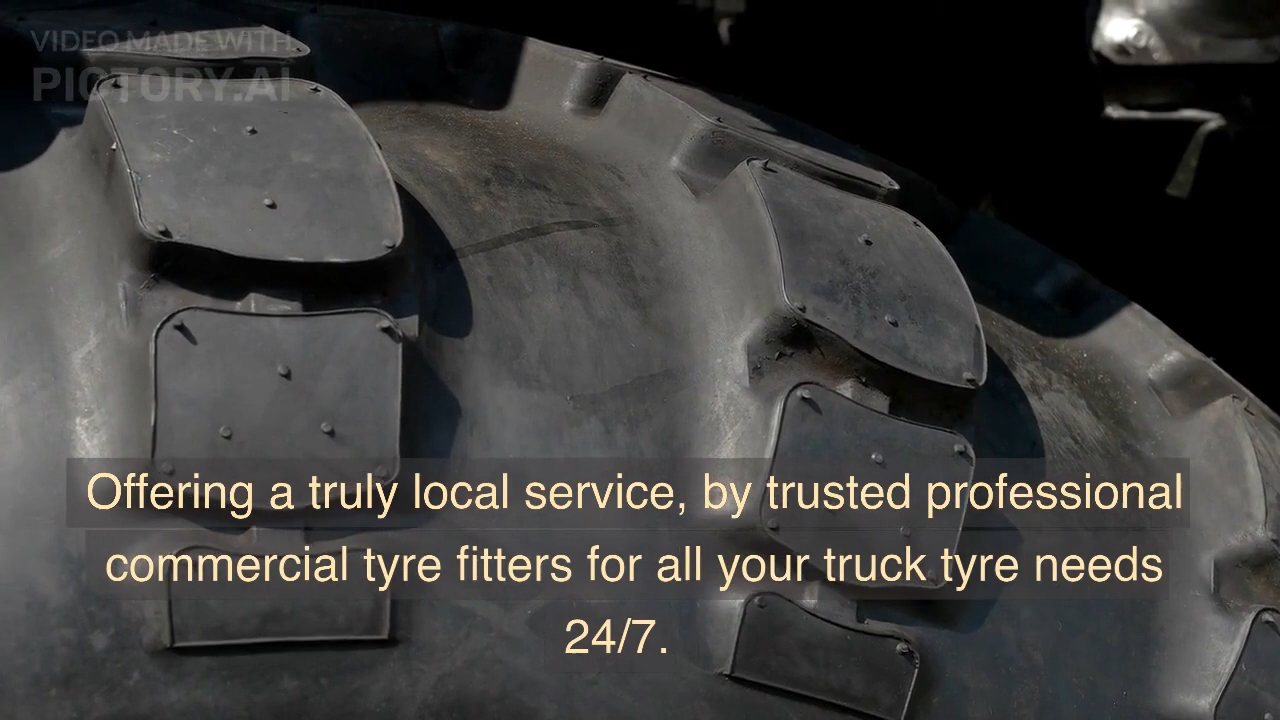 VIDEO MADE WITH
PICTORY.AI
Offering a truly local service, by trusted professional
commercial tyre fitters for all your truck tyre needs
24/7.